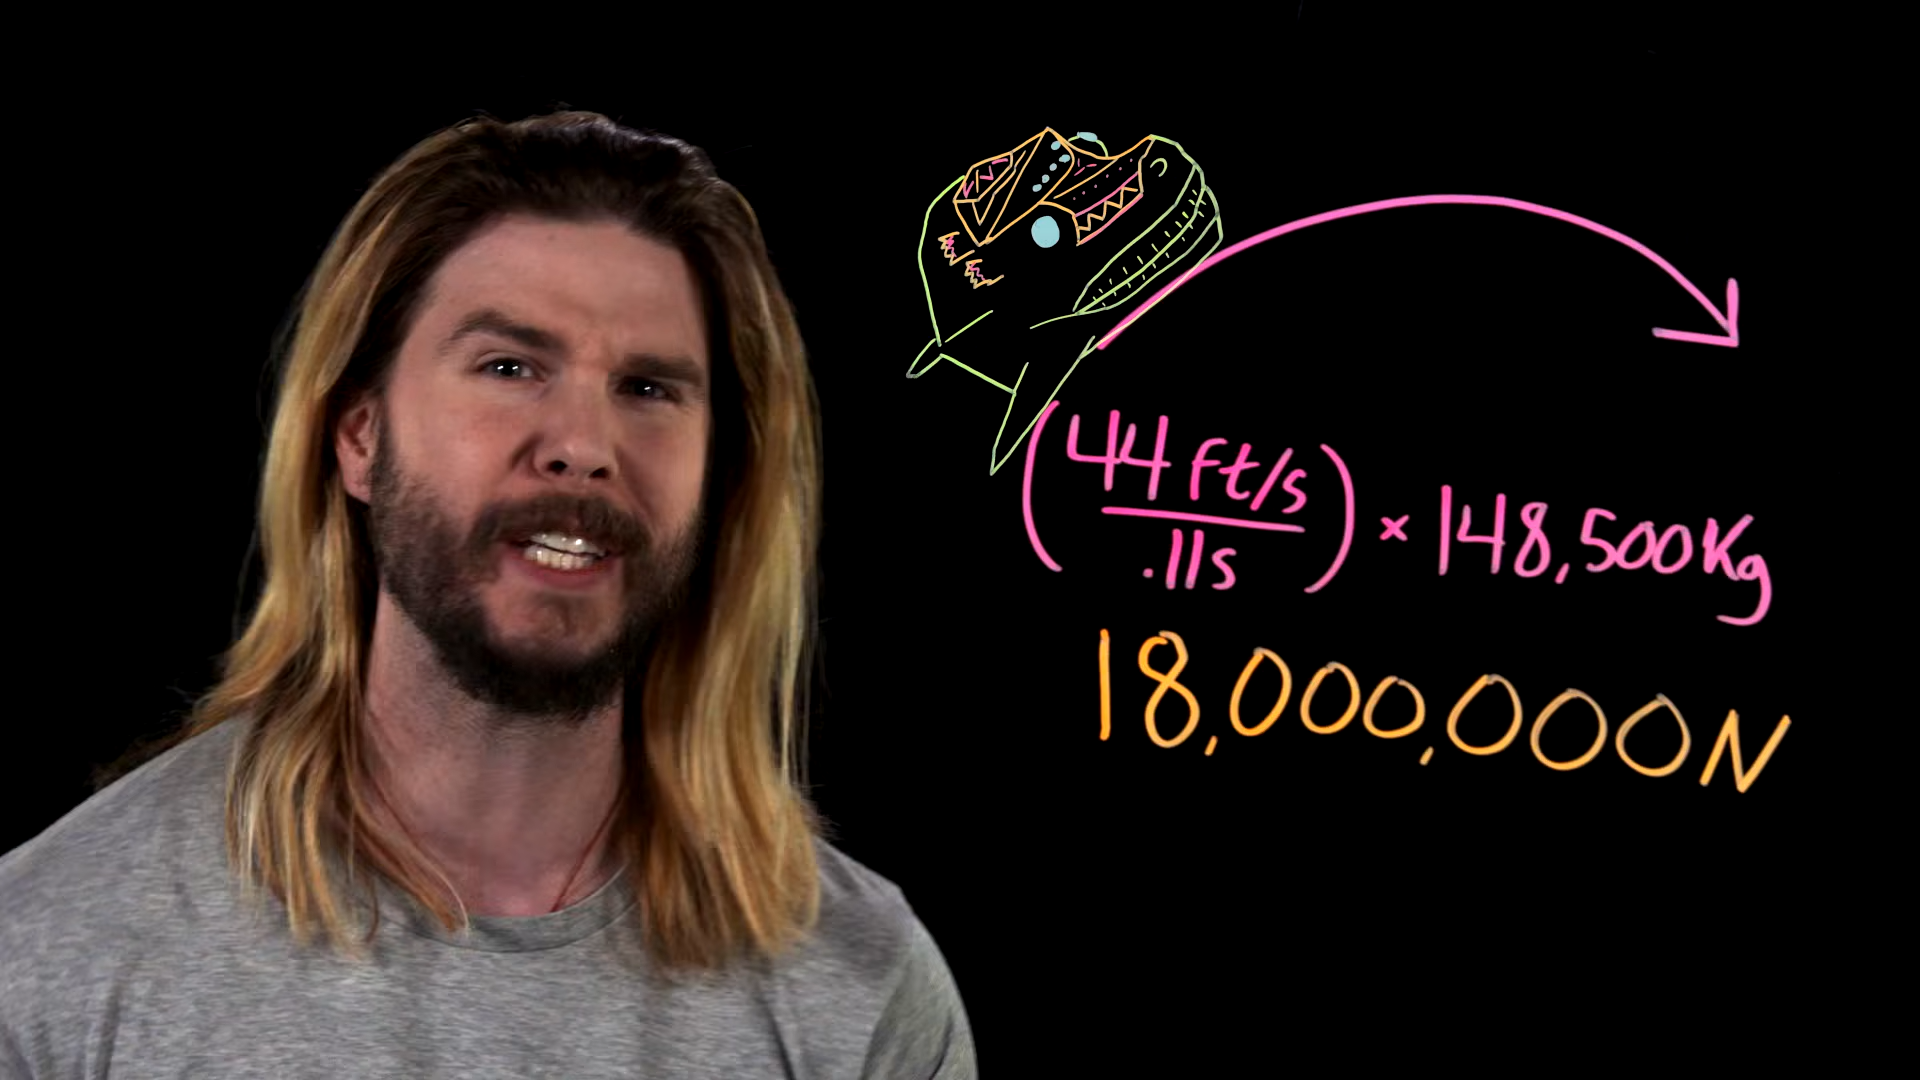 (44 ft/s
.11s) × 148,500Kg
18,000,000N